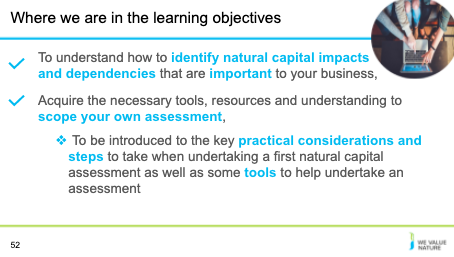 Where we are in the learning objectives
To understand how to identify natural capital impacts
and dependencies that are important to your business,
Acquire the necessary tools, resources and understanding to
scope your own assessment,
To be introduced to the key practical considerations and
steps to take when undertaking a first natural capital
assessment as well as some tools to help undertake an
assessment
52
WE VALUE
NATURE